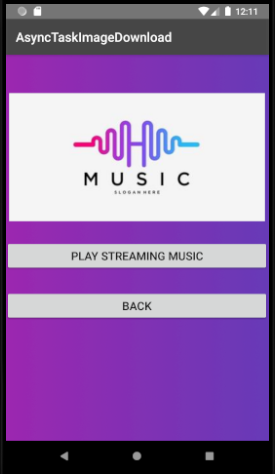 12:11
AsyncTaskImageDownload
MUSIC
SLOGAN HERE
PLAY STREAMING MUSIC
BACK